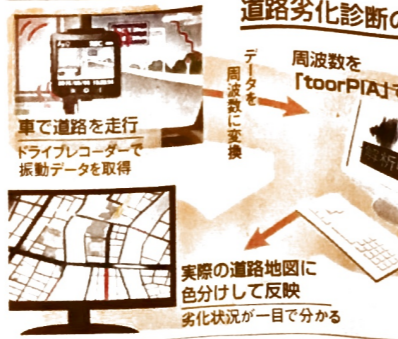 道路劣化診断の
車で道路を走行
ドライブレコーダーで
振動データを取得
データを
周波数に変換
周波数を
「toorPIA」で
実際の道路地図に
色分けして反映
劣化状況が一目で分かる